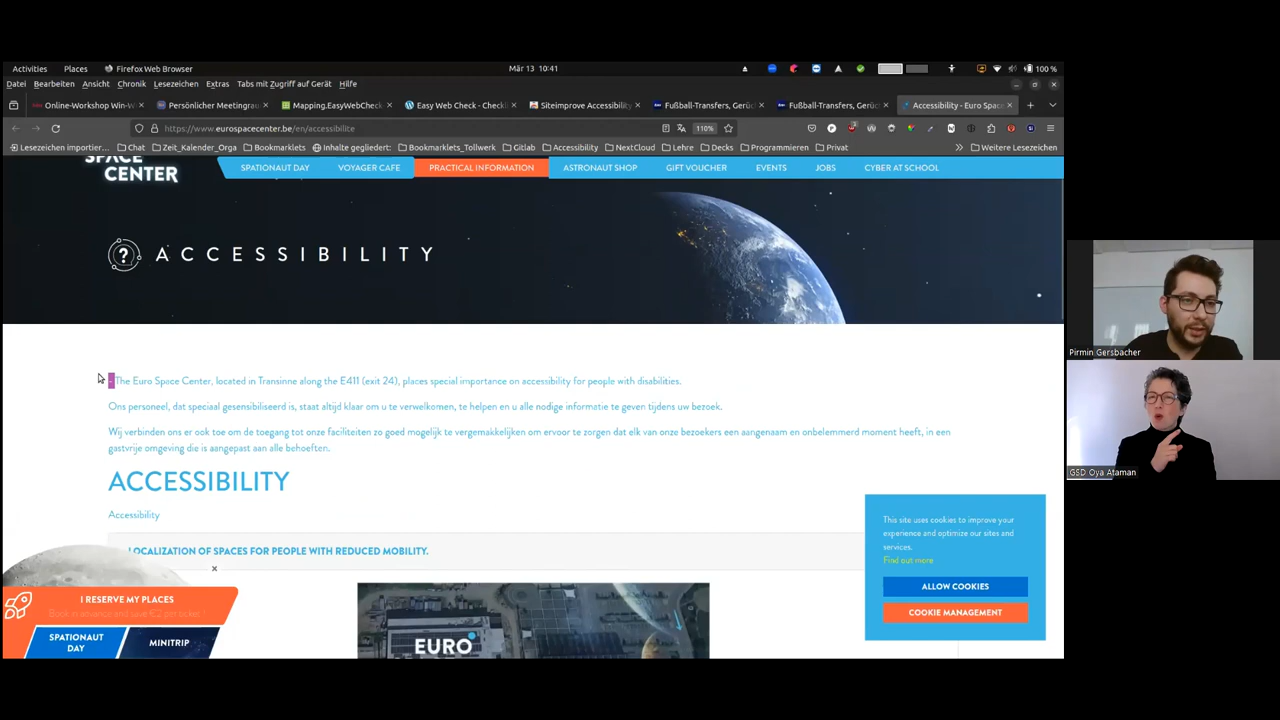 Activities Places Firefox Web Browser Mär 13 10:41 100 %
Datei Bearbeiten Ansicht Chronik Lesezeichen Extras Tabs mit Zugriff auf Gerät Hilfe
Online-Workshop Win-W Persönlicher Meetingrau Mapping.EasyWebCheck Easy Web Check - Checkli Siteimprove Accessibility Fußball-Transfers, Gerüc Fußball-Transfers, Gerüc Accessibility - Euro Space
https://www.eurospacecenter.be/en/accessibilite 110%
Lesezeichen importier... Chat Zeit_Kalender_Orga Bookmarklets Inhalte gegliedert: Bookmarklets_Tollwerk Gitlab Accessibility NextCloud Lehre Decks Programmieren Privat Weitere Lesezeichen
SPACE
CENTER
SPATIONAUT DAY VOYAGER CAFE PRACTICAL INFORMATION ASTRONAUT SHOP GIFT VOUCHER EVENTS JOBS CYBER AT SCHOOL
? ACCESSIBILITY
The Euro Space Center, located in Transinne along the E411 (exit 24), places special importance on accessibility for people with disabilities.
Ons personeel, dat speciaal gesensibiliseerd is, staat altijd klaar om u te verwelkomen, te helpen en u alle nodige informatie te geven tijdens uw bezoek.
Wij verbinden ons er ook toe om de toegang tot onze faciliteiten zo goed mogelijk te vergemakkelijken om ervoor te zorgen dat elk van onze bezoekers een aangenaam en onbelemmerd moment heeft, in een
gastvrije omgeving die is aangepast aan alle behoeften.
ACCESSIBILITY
Accessibility
LOCALIZATION OF SPACES FOR PEOPLE WITH REDUCED MOBILITY.
EURO
I RESERVE MY PLACES
Book in advance and save €2 per ticket
SPATIONAUT
DAY
MINITRIP
This site uses cookies to improve your
experience and optimize our sites and
services.
Find out more
ALLOW COOKIES
COOKIE MANAGEMENT
Pirmin Gersbacher
GSD Oya Ataman